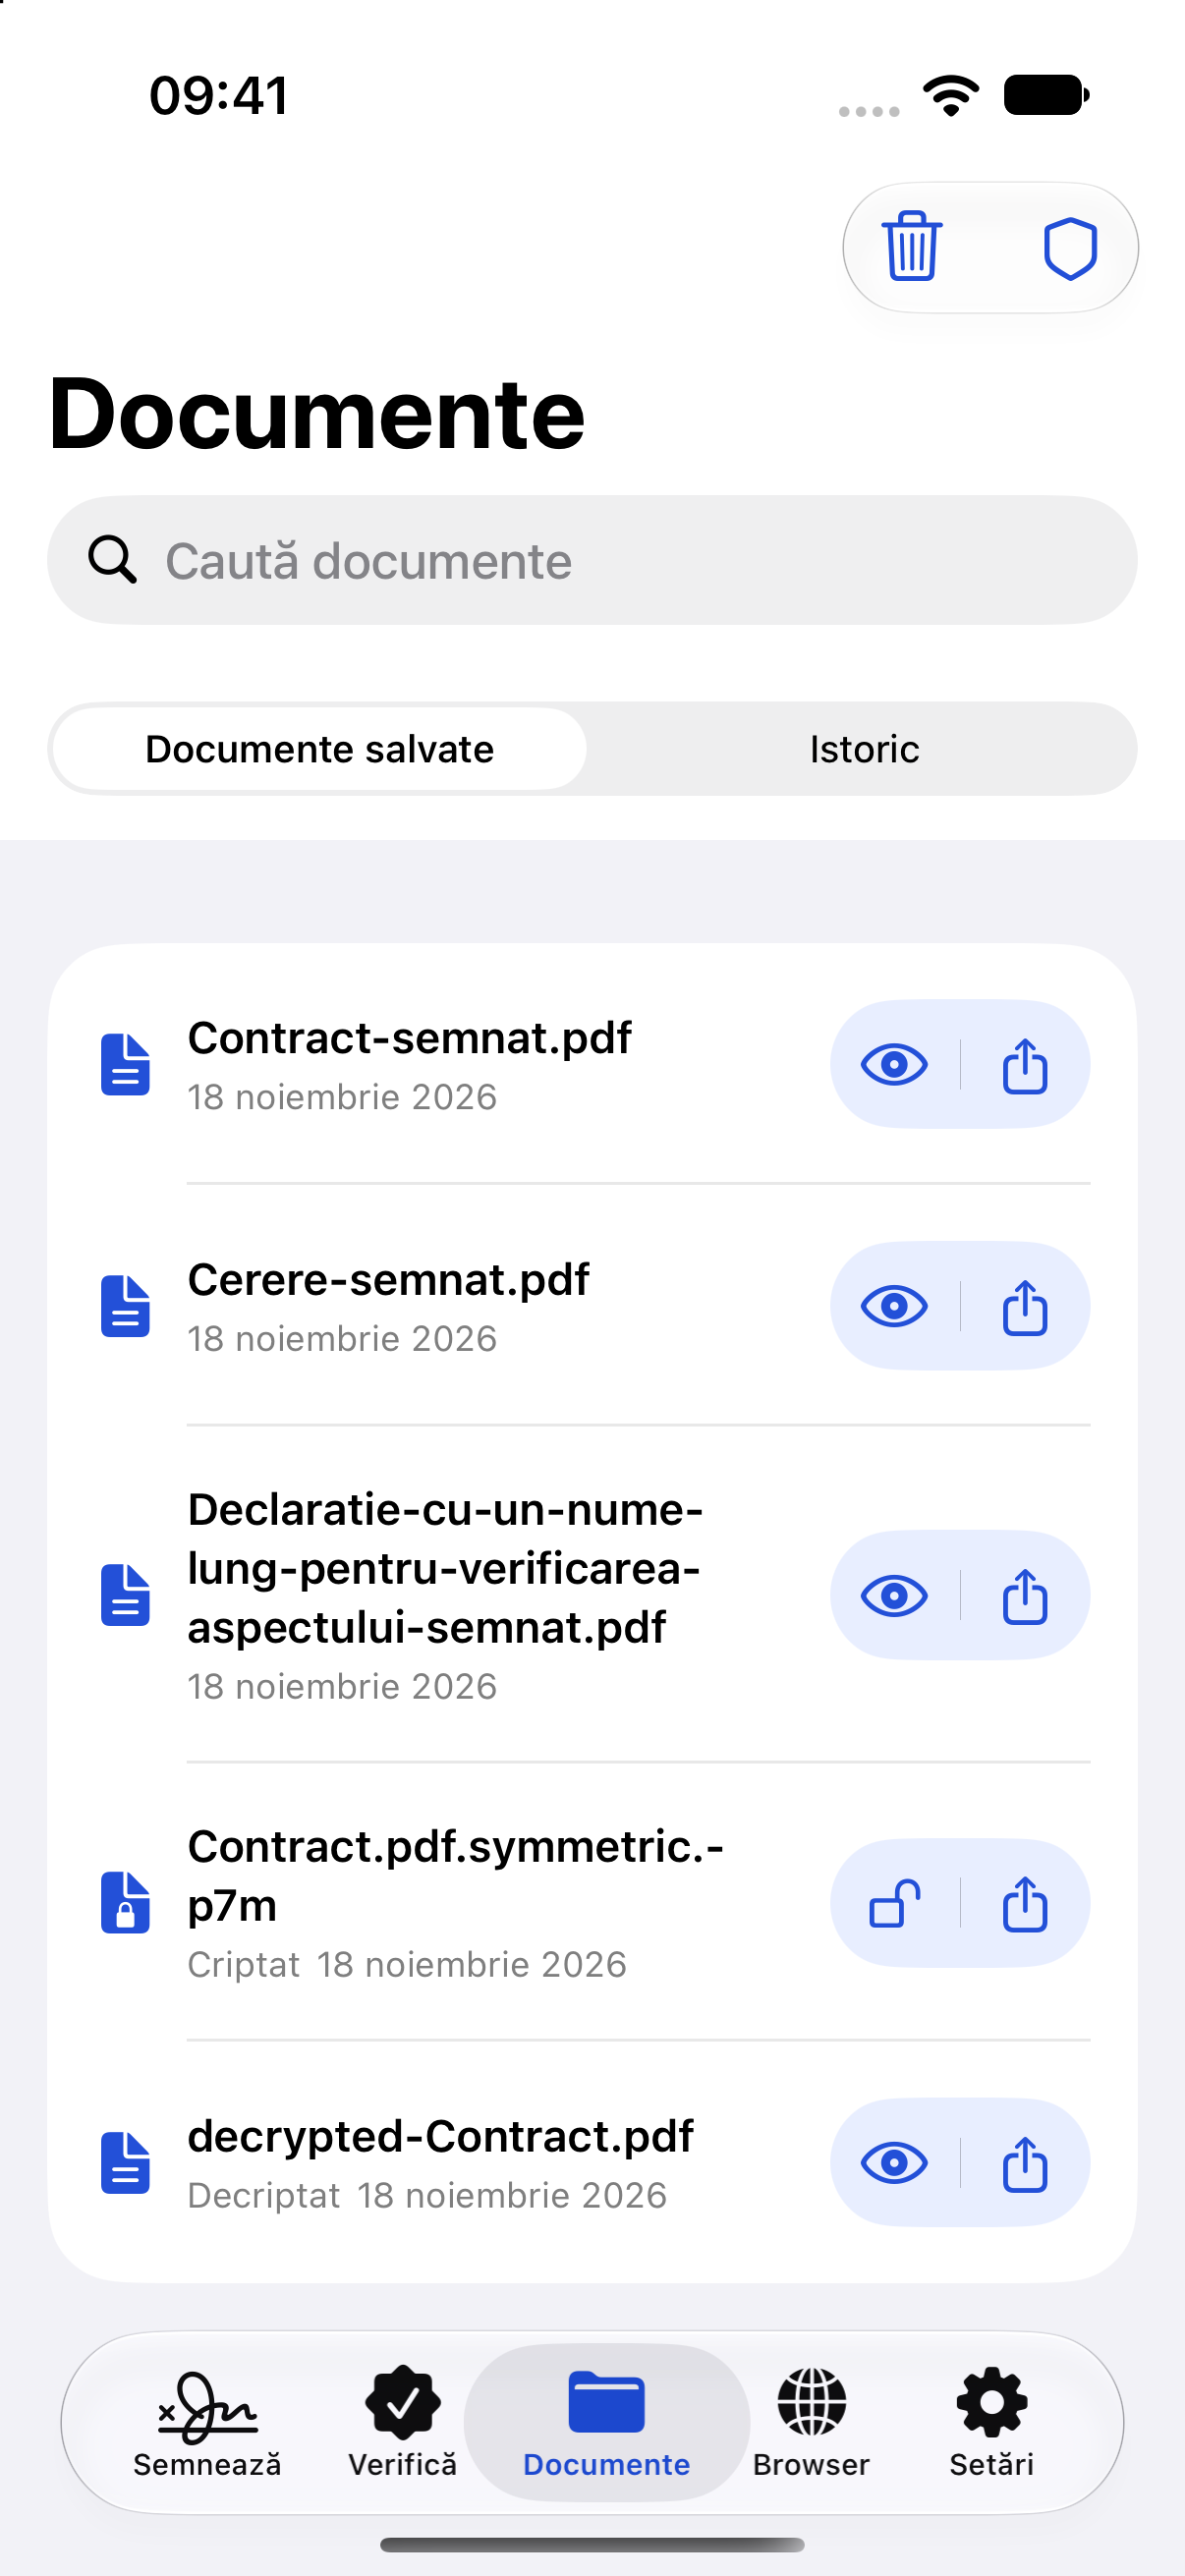 09:41
Documente
Caută documente
Documente salvate
Istoric
Contract-semnat.pdf
18 noiembrie 2026
Cerere-semnat.pdf
18 noiembrie 2026
Declaratie-cu-un-nume-
lung-pentru-verificarea-
aspectului-semnat.pdf
18 noiembrie 2026
Contract.pdf.symmetric.-
p7m
Criptat 18 noiembrie 2026
decrypted-Contract.pdf
Decriptat 18 noiembrie 2026
Semnează
Verifică
Documente
Browser
Setări